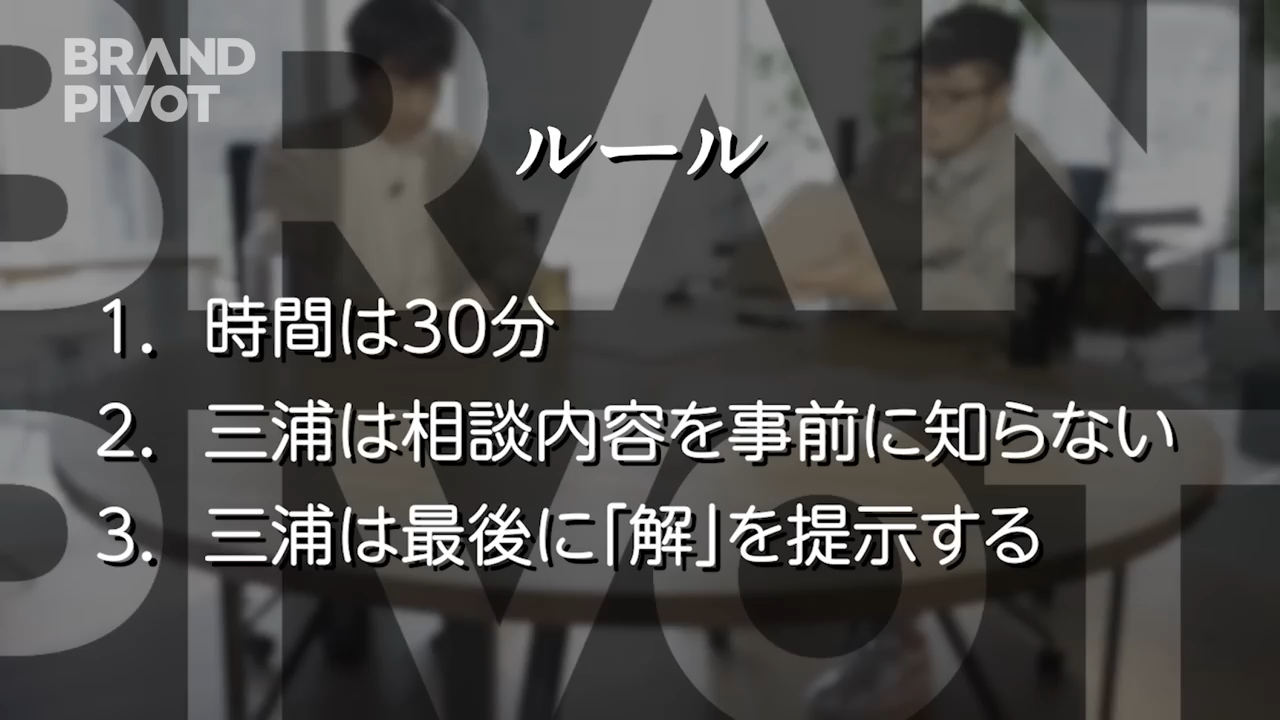 BRAND
PIVOT
ルール
1. 時間は30分
2. 三浦は相談内容を事前に知らない
3. 三浦は最後に「解」を提示する
BRAN
PIVOT